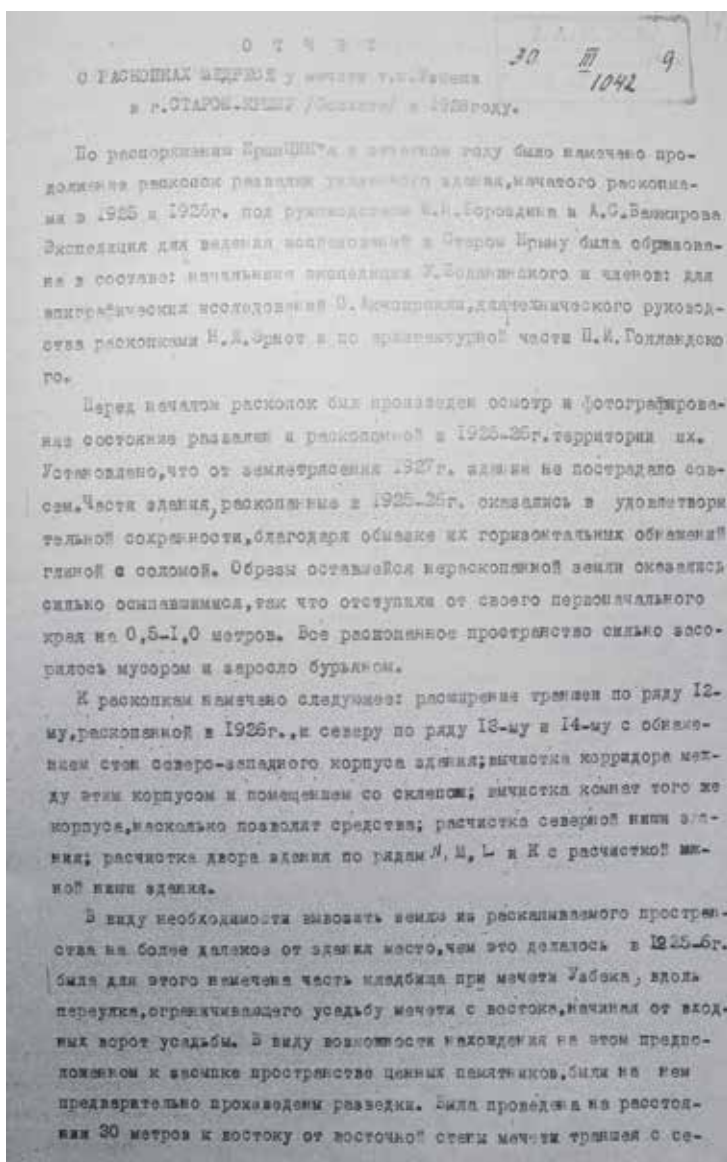 О Т Ч Е Т
30 III 9
1042
О РАСКОПКАХ МЕДРЕСЕ у мечети т.н. Узбека
в г.СТАРОМ-КРЫМУ /Солхате/ в 1928году.
По распоряжению КрымЦИК'а в отчетном году было намечено про-
должение раскопок развалин указанного здания,начатого раскопка-
ми в 1925 и 1926г. под руководством И.Н.Бороздина и А.С.Башкирова
Экспедиция для ведения исследований в Старом Крыму была образова-
на в составе: начальника экспедиции У.Боданинского и членов: для
эпиграфических исследований О.Акчокраклы,для технического руковод-
ства раскопками Н.Л.Эрнст и по архитектурной части П.И.Голландско
го.
Перед началом раскопок был произведен осмотр и фотографирова-
ние состояние развалин и раскопанной в 1925-26г.территории их.
Установлено,что от землетрясения 1927г. здание не пострадало сов-
сем.Части здания,раскопанные в 1925-26г. оказались в удовлетвори
тельной сохранности,благодаря обмазке их горизонтальных обнажений
глиной с соломой. Обрезы оставшейся нераскопанной земли оказались
сильно осыпавшимися,так что отступили от своего первоначального
края на 0,5-1,0 метров. Все раскопанное пространство сильно засо-
рилось мусором и заросло бурьяном.
К раскопкам намечено следующее: расширение траншеи по ряду 12-
му,раскопанной в 1926г.,к северу по ряду 13-му и 14-му с обнаже-
нием стен северо-западного корпуса здания;вычистка корридора меж-
ду этим корпусом и помещением со склепом; вычистка комнат того же
корпуса,насколько позволят средства; расчистка северной ниши зда-
ния; расчистка двора здания по рядам N, M, L и K с расчисткой юж-
ной ниши здания.
В виду необходимости вывозить землю из раскапываемого простран-
ства на более далекое от здания место,чем это делалось в 1925-6г.
была для этого намечена часть кладбища при мечети Узбека, вдоль
переулка,ограничивающего усадьбу мечети с востока,начиная от вход-
ных ворот усадьбы. В виду возможности нахождения на этом предпо-
ложенном к засыпке пространстве ценных памятников,были на нем
предварительно произведены разведки. Была проведена на расстоя-
нии 30 метров к востоку от восточной стены мечети траншея с се-